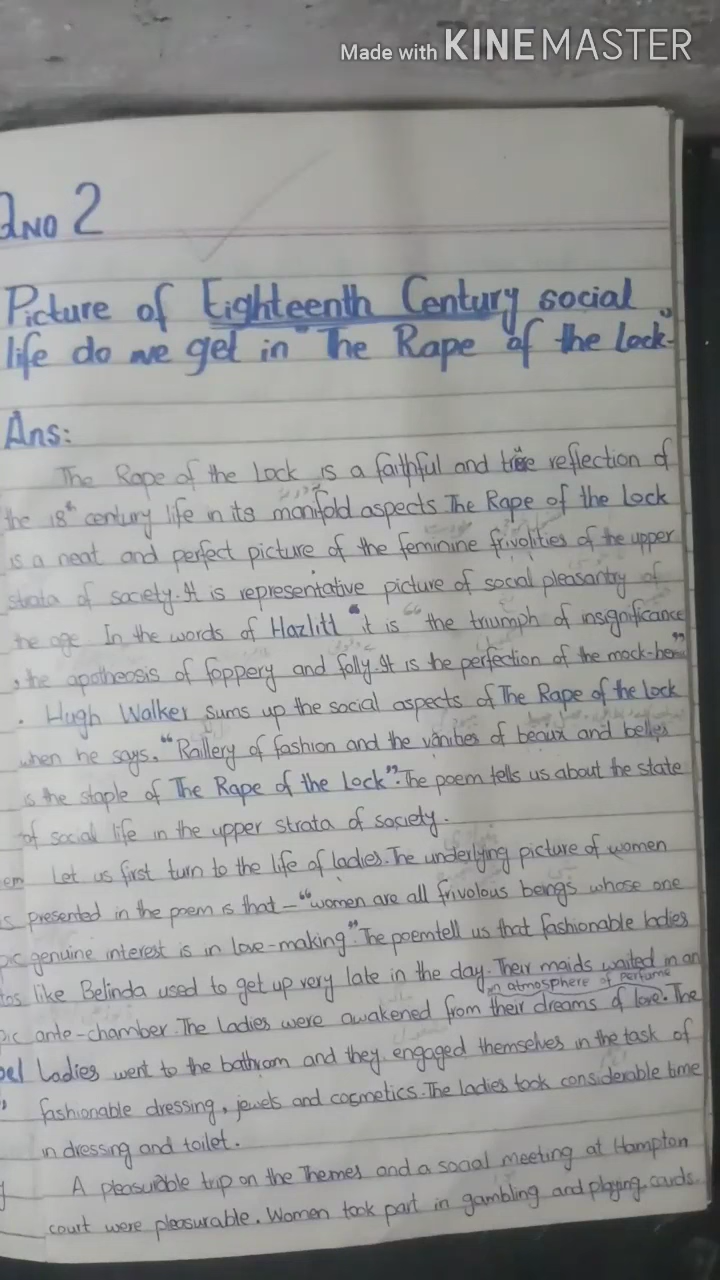 Made with KINEMASTER
QNO 2
Picture of Eighteenth Century social
life do we get in "The Rape of the Lock"
Ans:
The Rape of the Lock is a faithful and true reflection of
the 18th century life in its manifold aspects The Rape of the Lock
is a neat and perfect picture of the feminine frivolities of the upper
strata of society. It is representative picture of social pleasantry of
the age. In the words of Hazlitt "it is "the triumph of insignificance
, the apotheosis of foppery and folly. It is the perfection of the mock-heroic"
. Hugh Walker sums up the social aspects of The Rape of the Lock
when he says. "Raillery of fashion and the vanities of beaux and belles
is the staple of The Rape of the Lock". The poem tells us about the state
of social life in the upper strata of society.
Let us first turn to the life of ladies. The underlying picture of women
presented in the poem is that - "women are all frivolous beings whose one
genuine interest is in love-making". The poem tell us that fashionable ladies
like Belinda used to get up very late in the day. Their maids waited in an
ante-chamber. The Ladies were awakened from their dreams of love. The
in atmosphere of perfume
Ladies went to the bathroom and they engaged themselves in the task of
fashionable dressing, jewels and cosmetics. The ladies took considerable time
in dressing and toilet.
A pleasurable trip on the Themes and a social meeting at Hampton
court were pleasurable. Women took part in gambling and playing cards.